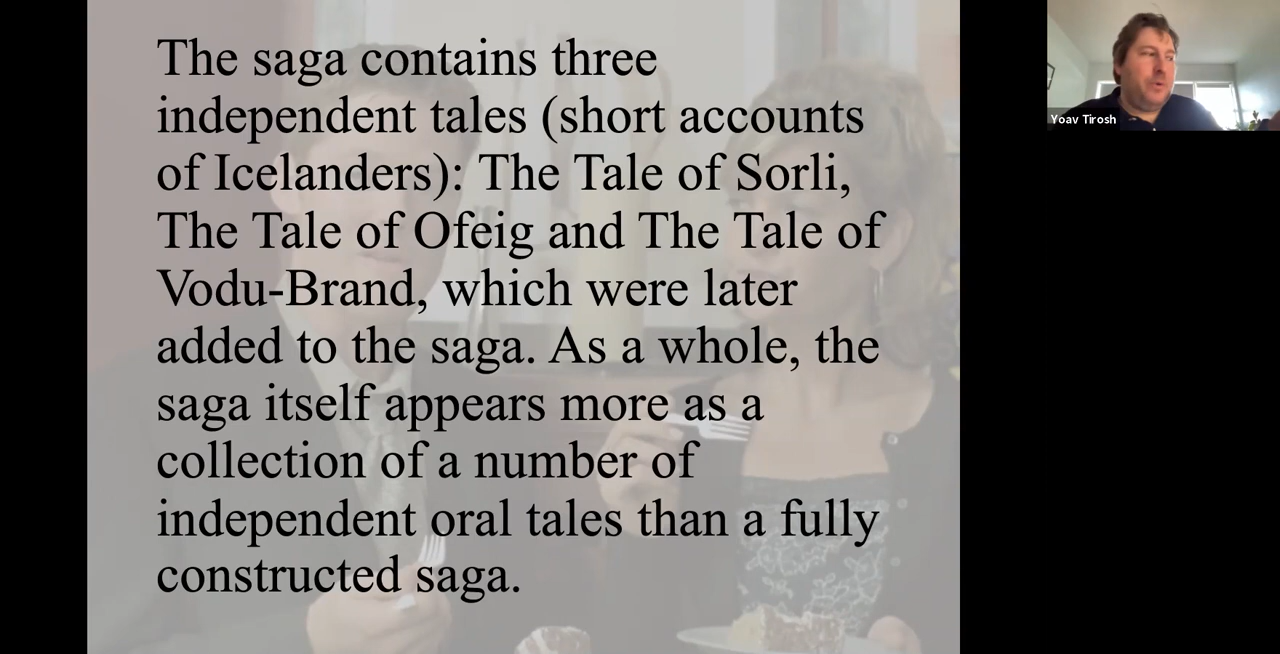 The saga contains three
independent tales (short accounts
of Icelanders): The Tale of Sorli,
The Tale of Ofeig and The Tale of
Vodu-Brand, which were later
added to the saga. As a whole, the
saga itself appears more as a
collection of a number of
independent oral tales than a fully
constructed saga.
Yoav Tirosh